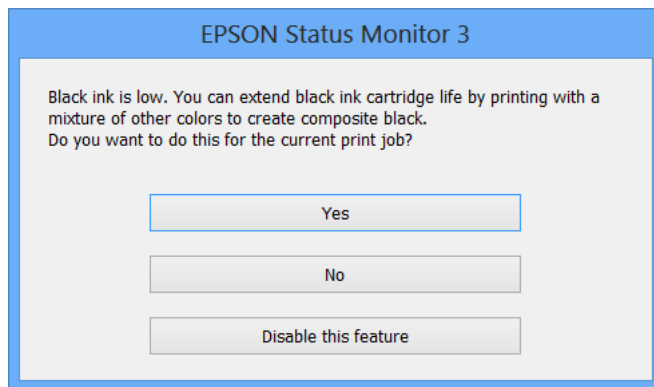 EPSON Status Monitor 3
Black ink is low. You can extend black ink cartridge life by printing with a
mixture of other colors to create composite black.
Do you want to do this for the current print job?
Yes
No
Disable this feature